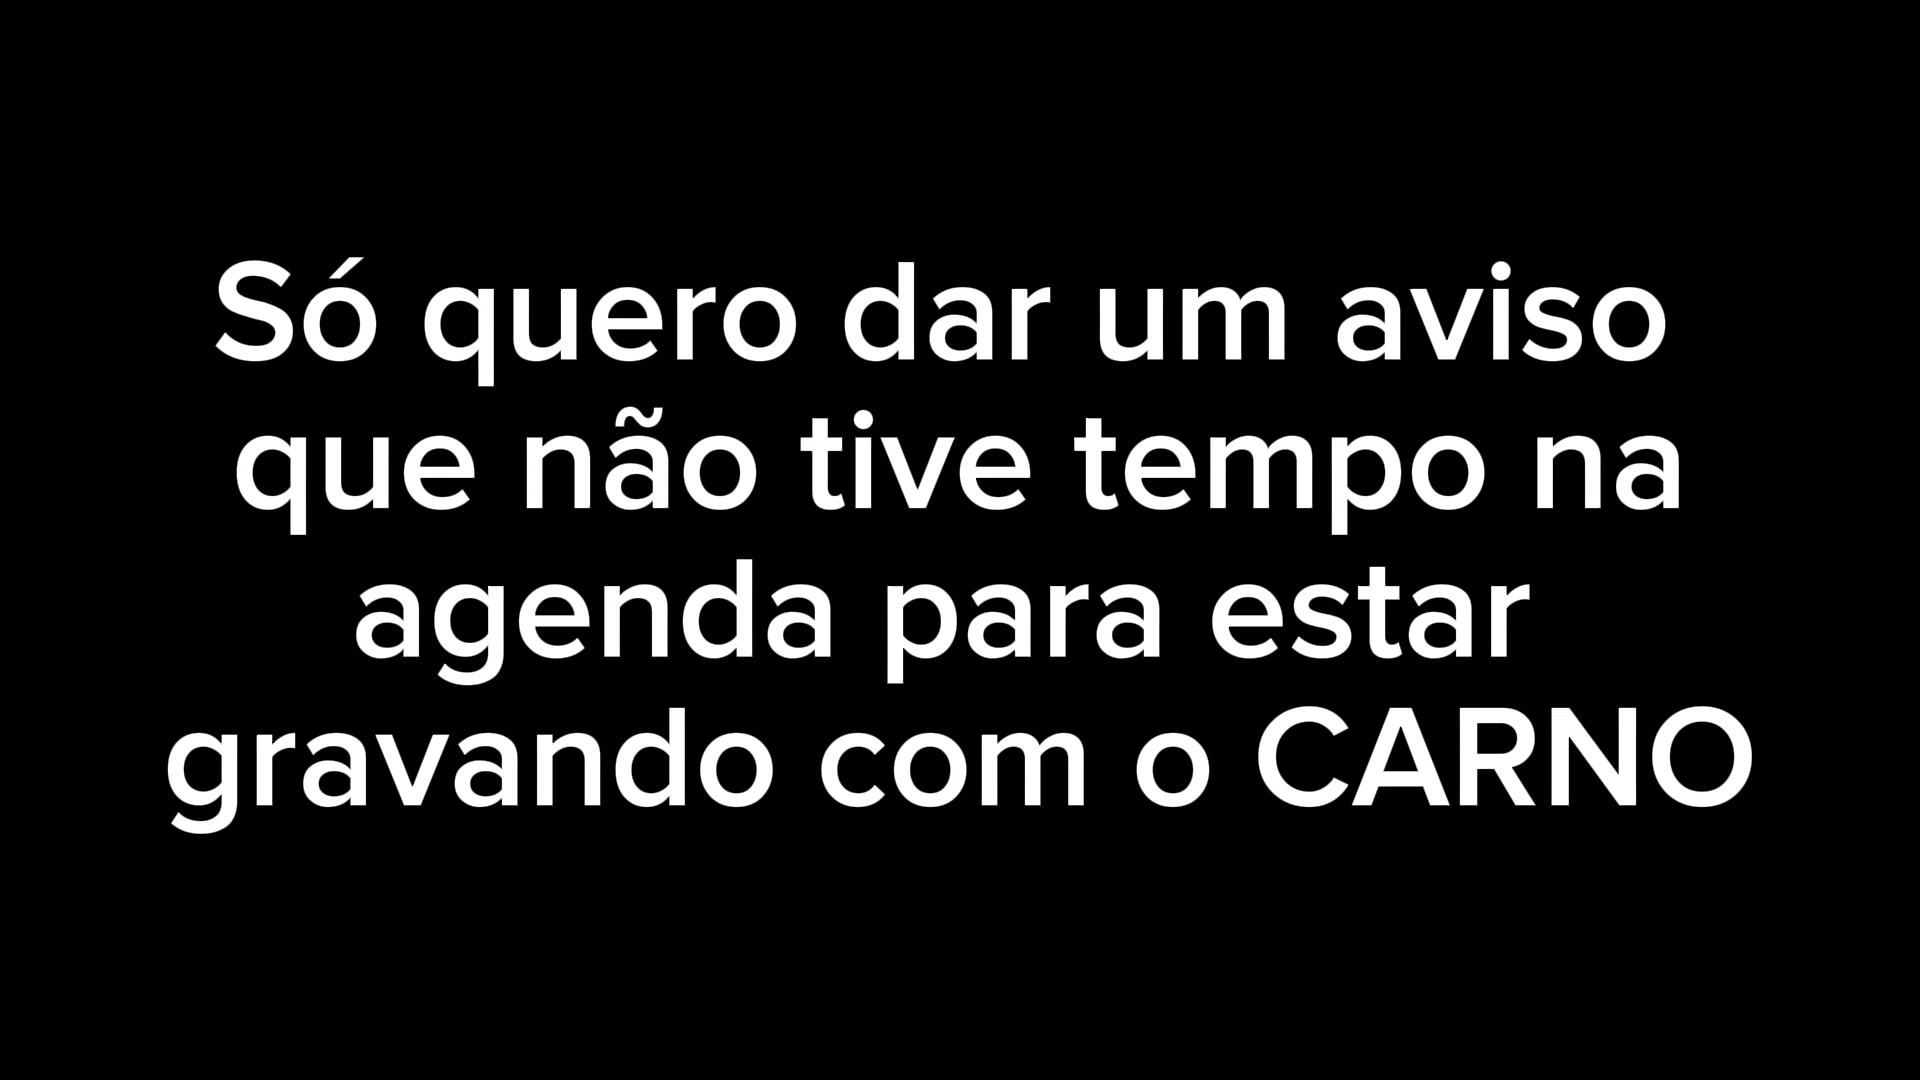 Só quero dar um aviso
que não tive tempo na
agenda para estar
gravando com o CARNO